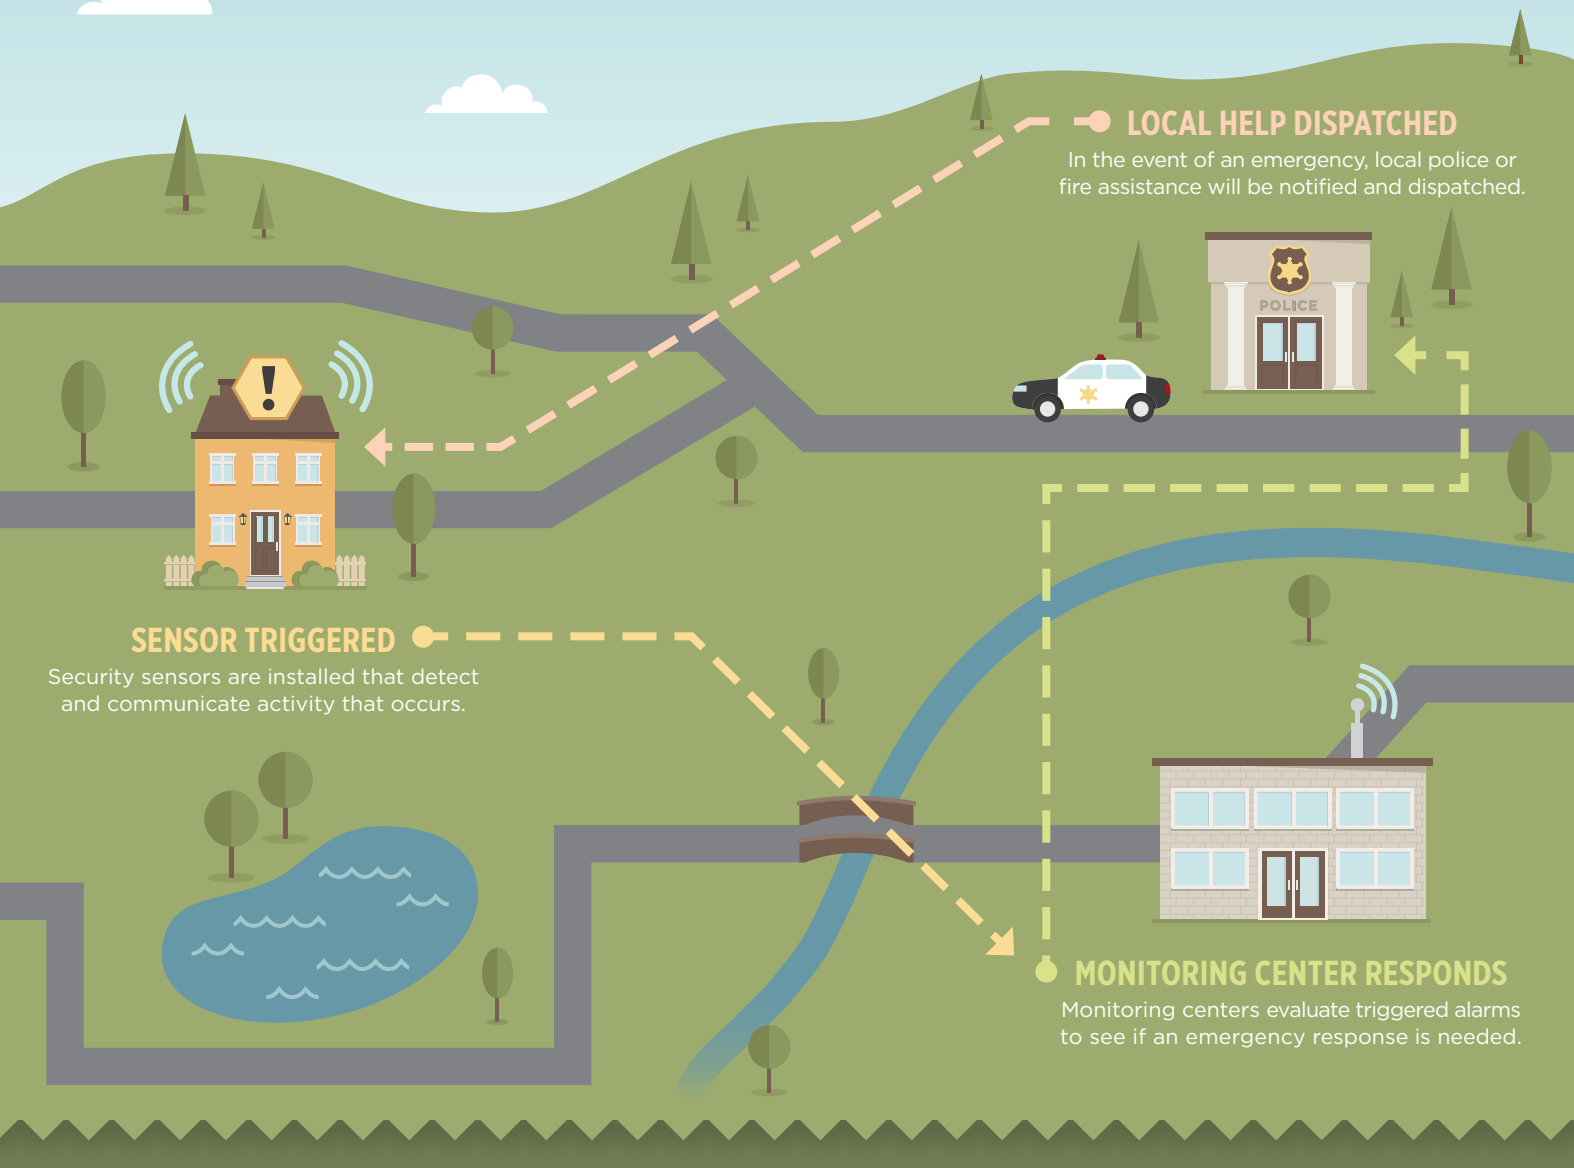 LOCAL HELP DISPATCHED
In the event of an emergency, local police or
fire assistance will be notified and dispatched.
POLICE
!
SENSOR TRIGGERED
Security sensors are installed that detect
and communicate activity that occurs.
MONITORING CENTER RESPONDS
Monitoring centers evaluate triggered alarms
to see if an emergency response is needed.